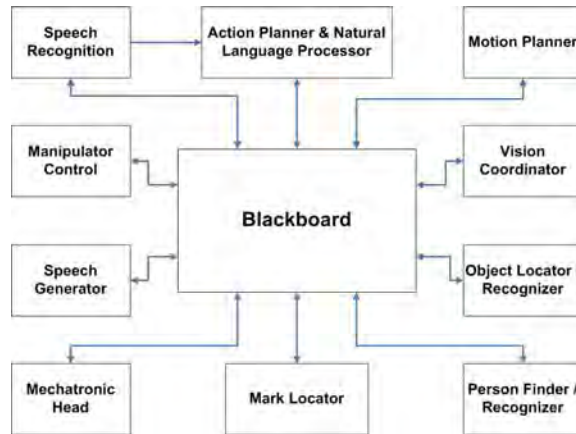 Speech
Recognition
Action Planner & Natural
Language Processor
Motion Planner
Manipulator
Control
Vision
Coordinator
Blackboard
Speech
Generator
Object Locator /
Recognizer
Mechatronic
Head
Mark Locator
Person Finder /
Recognizer